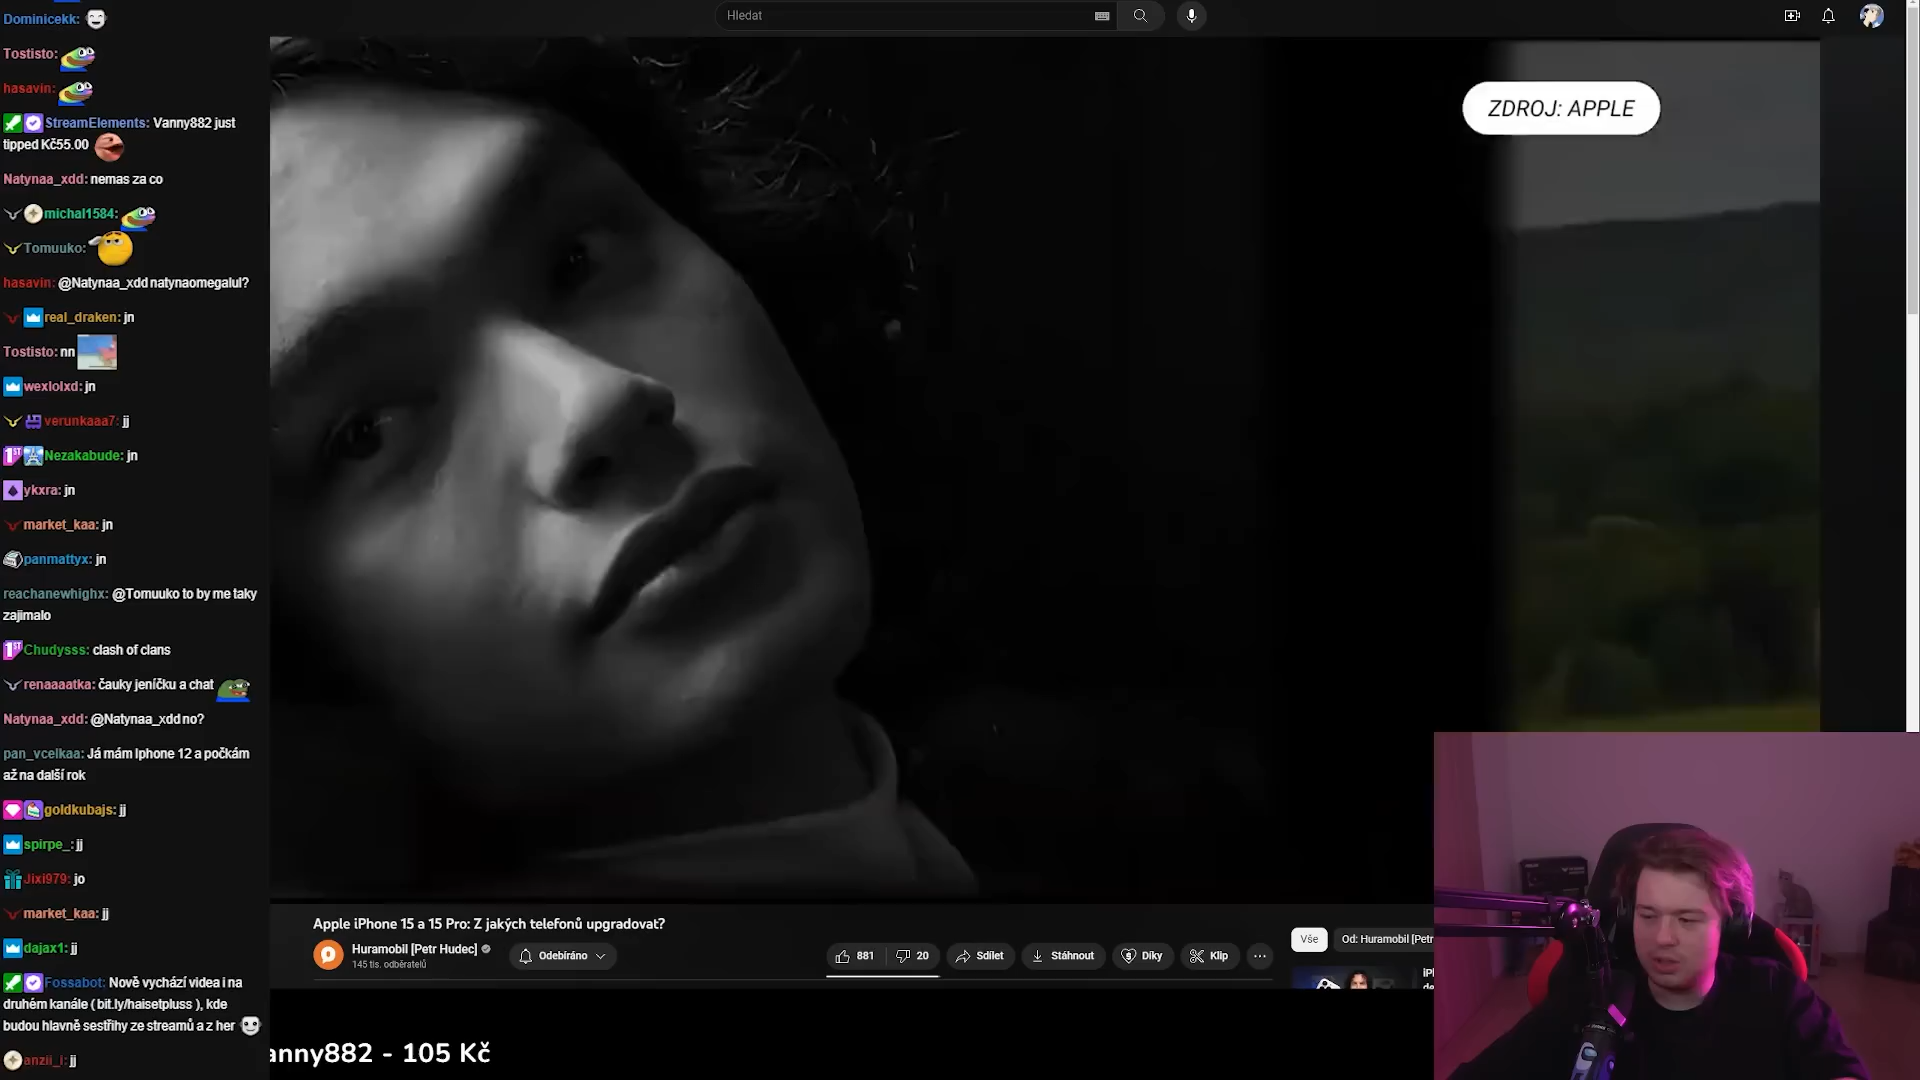 Dominicekk:
Tostisto:
hasavin:
StreamElements: Vanny882 just
tipped Kč55.00
Natynaa_xdd: nemas za co
michal1584:
Tomuuko:
hasavin: @Natynaa_xdd natynaomegalul?
real_draken: jn
Tostisto: nn
wexlolxd: jn
verunkaaa7: jj
Nezakabude: jn
ykxra: jn
market_kaa: jn
panmattyx: jn
reachanewhighx: @Tomuuko to by me taky
zajimalo
Chudysss: clash of clans
renaaaatka: čauky jeníčku a chat
Natynaa_xdd: @Natynaa_xdd no?
pan_vcelkaa: Já mám Iphone 12 a počkám
až na další rok
goldkubajs: jj
spirpe_: jj
Jixi979: jo
market_kaa: jj
dajax1: jj
Fossabot: Nově vychází videa i na
druhém kanále ( bit.ly/haisetpluss ), kde
budou hlavně sestřihy ze streamů a z her
anzii_i: jj
Hledat
ZDROJ: APPLE
Apple iPhone 15 a 15 Pro: Z jakých telefonů upgradovat?
Huramobil [Petr Hudec]
145 tis. odběratelů
Odebíráno
881
20
Sdílet
Stáhnout
Díky
Klip
Vše
Od: Huramobil [Petr
anny882 - 105 Kč